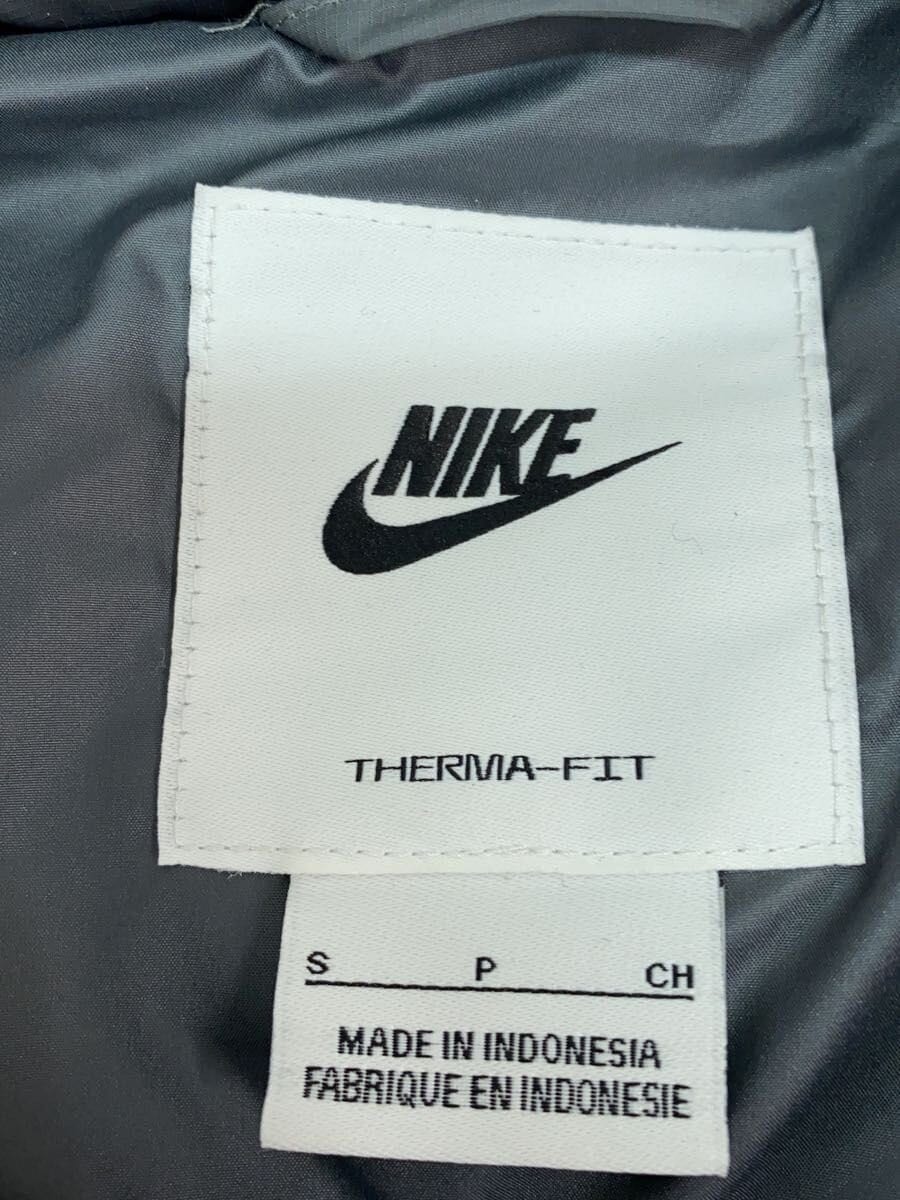 NIKE
THERMA-FIT
S P CH
MADE IN INDONESIA
FABRIQUE EN INDONESIE